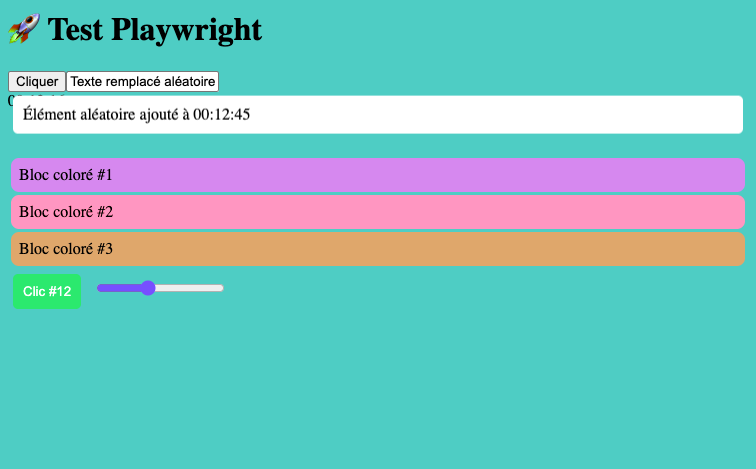 🚀 Test Playwright
Cliquer
Texte remplacé aléatoire
Élément aléatoire ajouté à 00:12:45
Bloc coloré #1
Bloc coloré #2
Bloc coloré #3
Clic #12